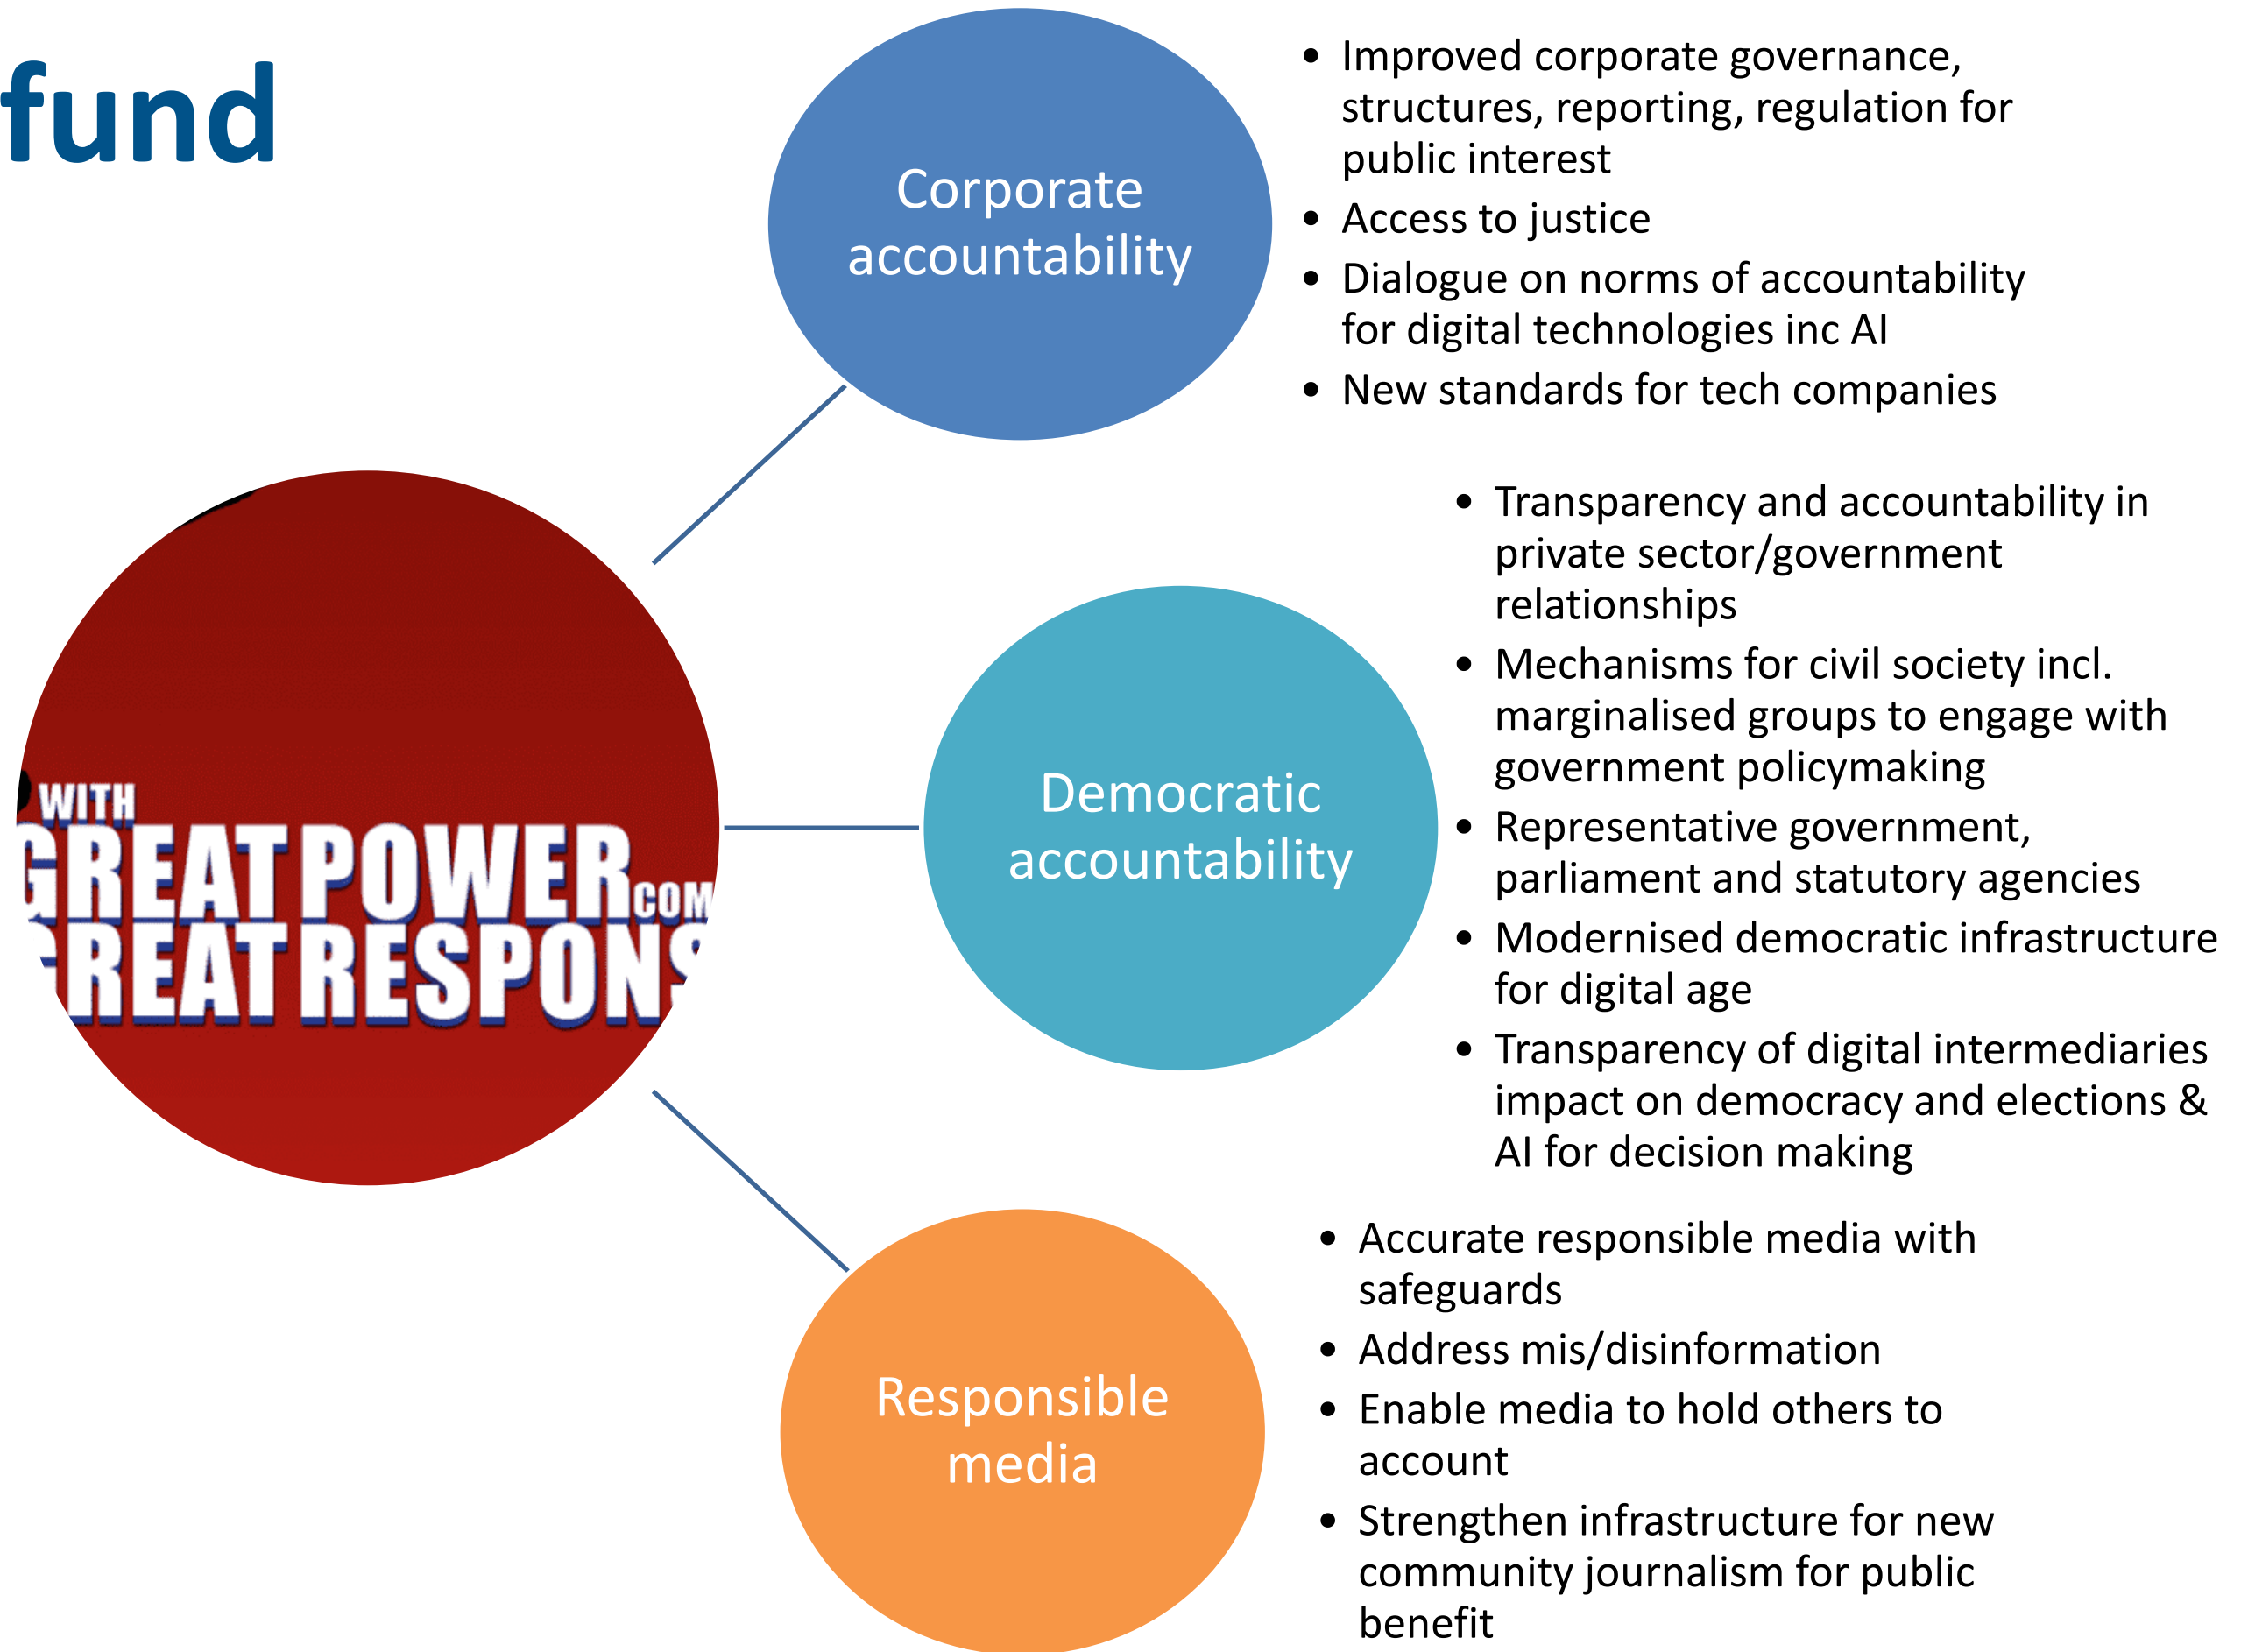 fund
Corporate
accountability
• Improved corporate governance,
structures, reporting, regulation for
public interest
• Access to justice
• Dialogue on norms of accountability
for digital technologies inc AI
• New standards for tech companies
WITH
GREAT POWER COM
GREAT RESPONS
Democratic
accountability
• Transparency and accountability in
private sector/government
relationships
• Mechanisms for civil society incl.
marginalised groups to engage with
government policymaking
• Representative government,
parliament and statutory agencies
• Modernised democratic infrastructure
for digital age
• Transparency of digital intermediaries
impact on democracy and elections &
AI for decision making
Responsible
media
• Accurate responsible media with
safeguards
• Address mis/disinformation
• Enable media to hold others to
account
• Strengthen infrastructure for new
community journalism for public
benefit